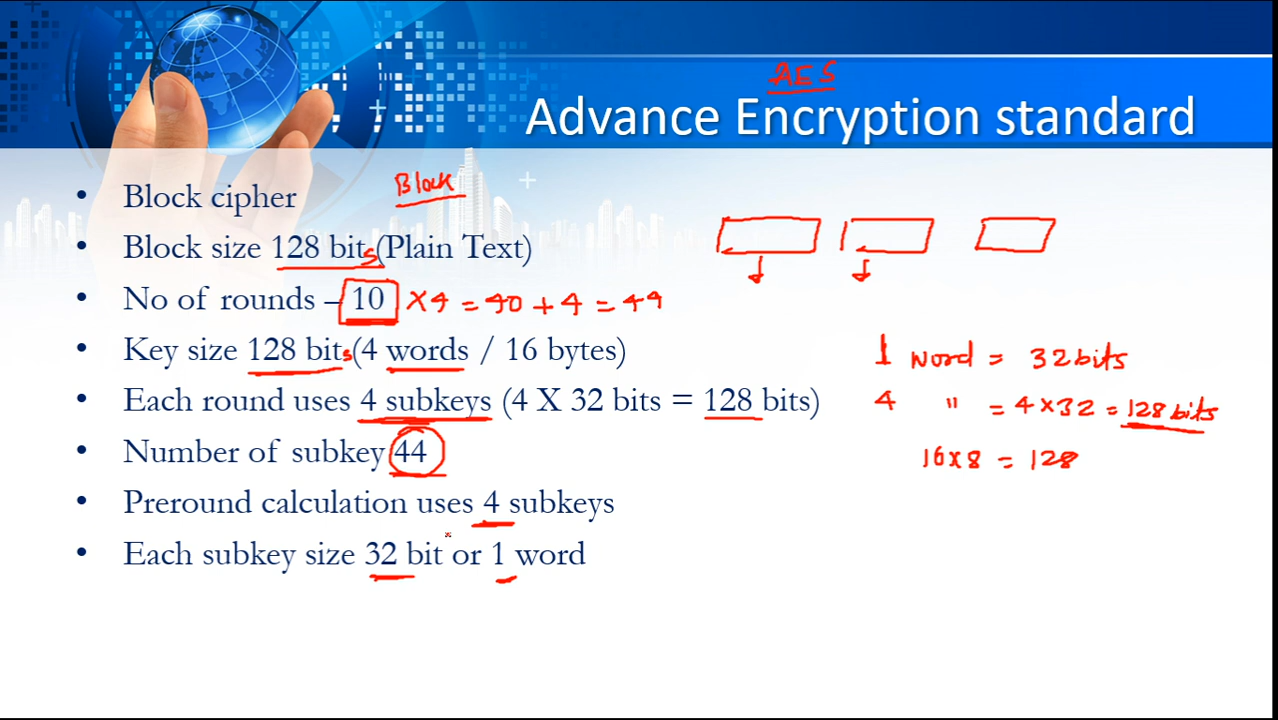 AES
Advance Encryption standard
• Block cipher
Block
• Block size 128 bits (Plain Text)
• No of rounds – 10 ×4 = 40 + 4 = 44
• Key size 128 bits (4 words / 16 bytes)
1 word = 32 bits
• Each round uses 4 subkeys (4 X 32 bits = 128 bits)
4 " = 4×32 = 128 bits
• Number of subkey 44
16×8 = 128
• Preround calculation uses 4 subkeys
• Each subkey size 32 bit or 1 word